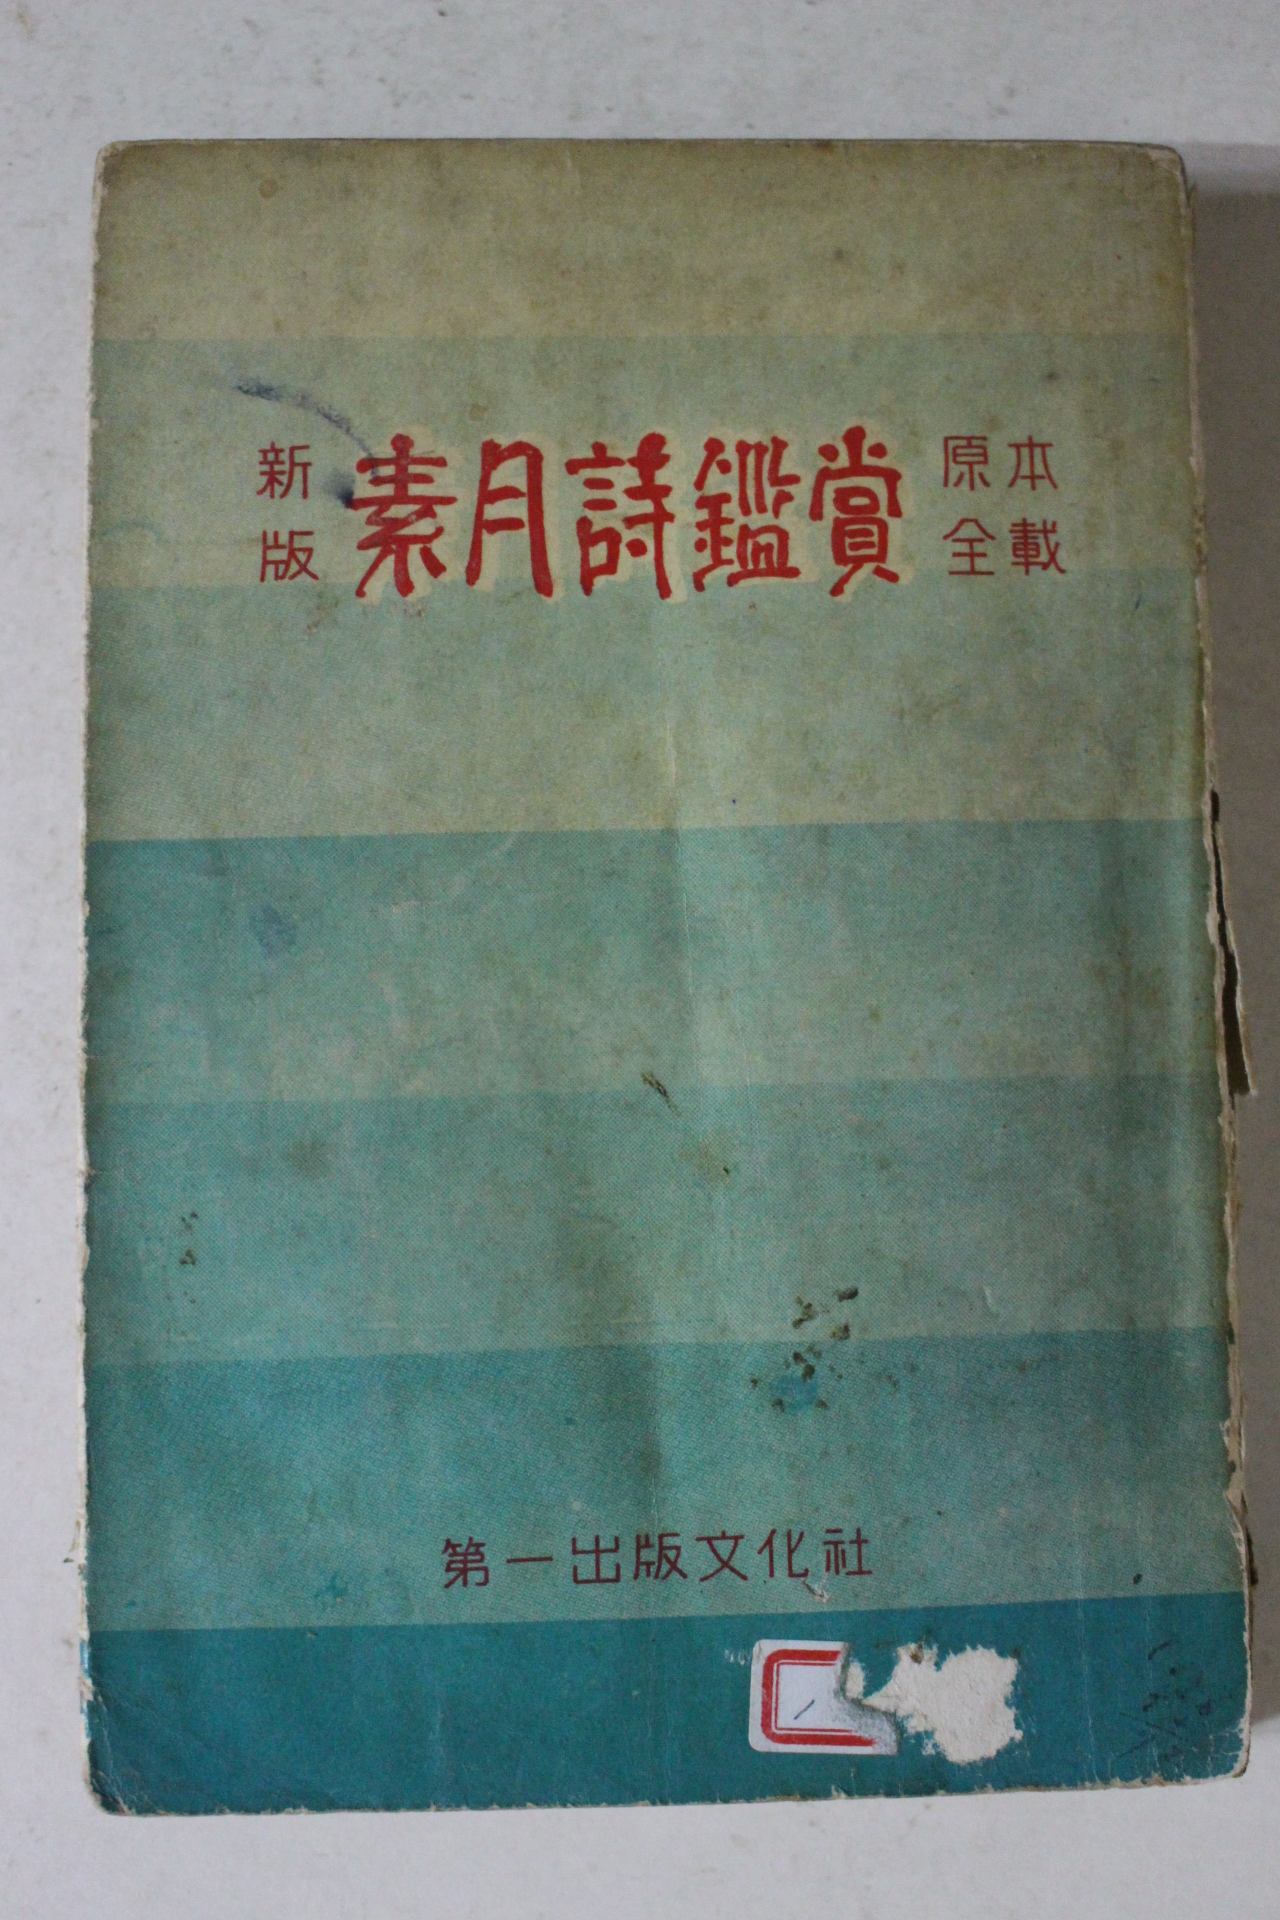 新版 素月詩鑑賞 原本全載
第一出版文化社